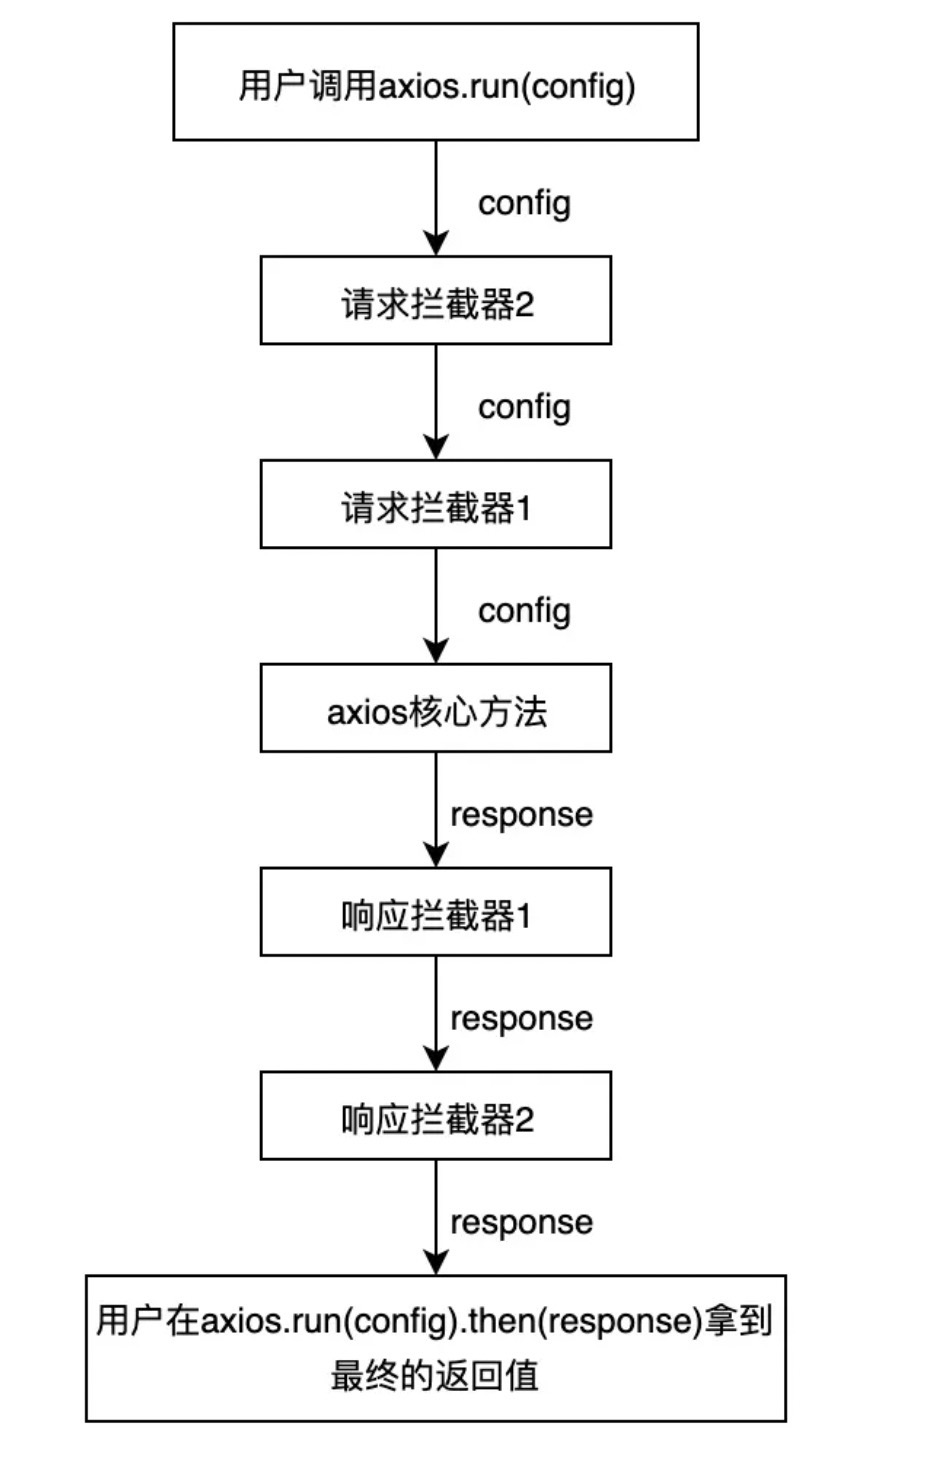 用户调用axios.run(config)
config
请求拦截器2
config
请求拦截器1
config
axios核心方法
response
响应拦截器1
response
响应拦截器2
response
用户在axios.run(config).then(response)拿到
最终的返回值